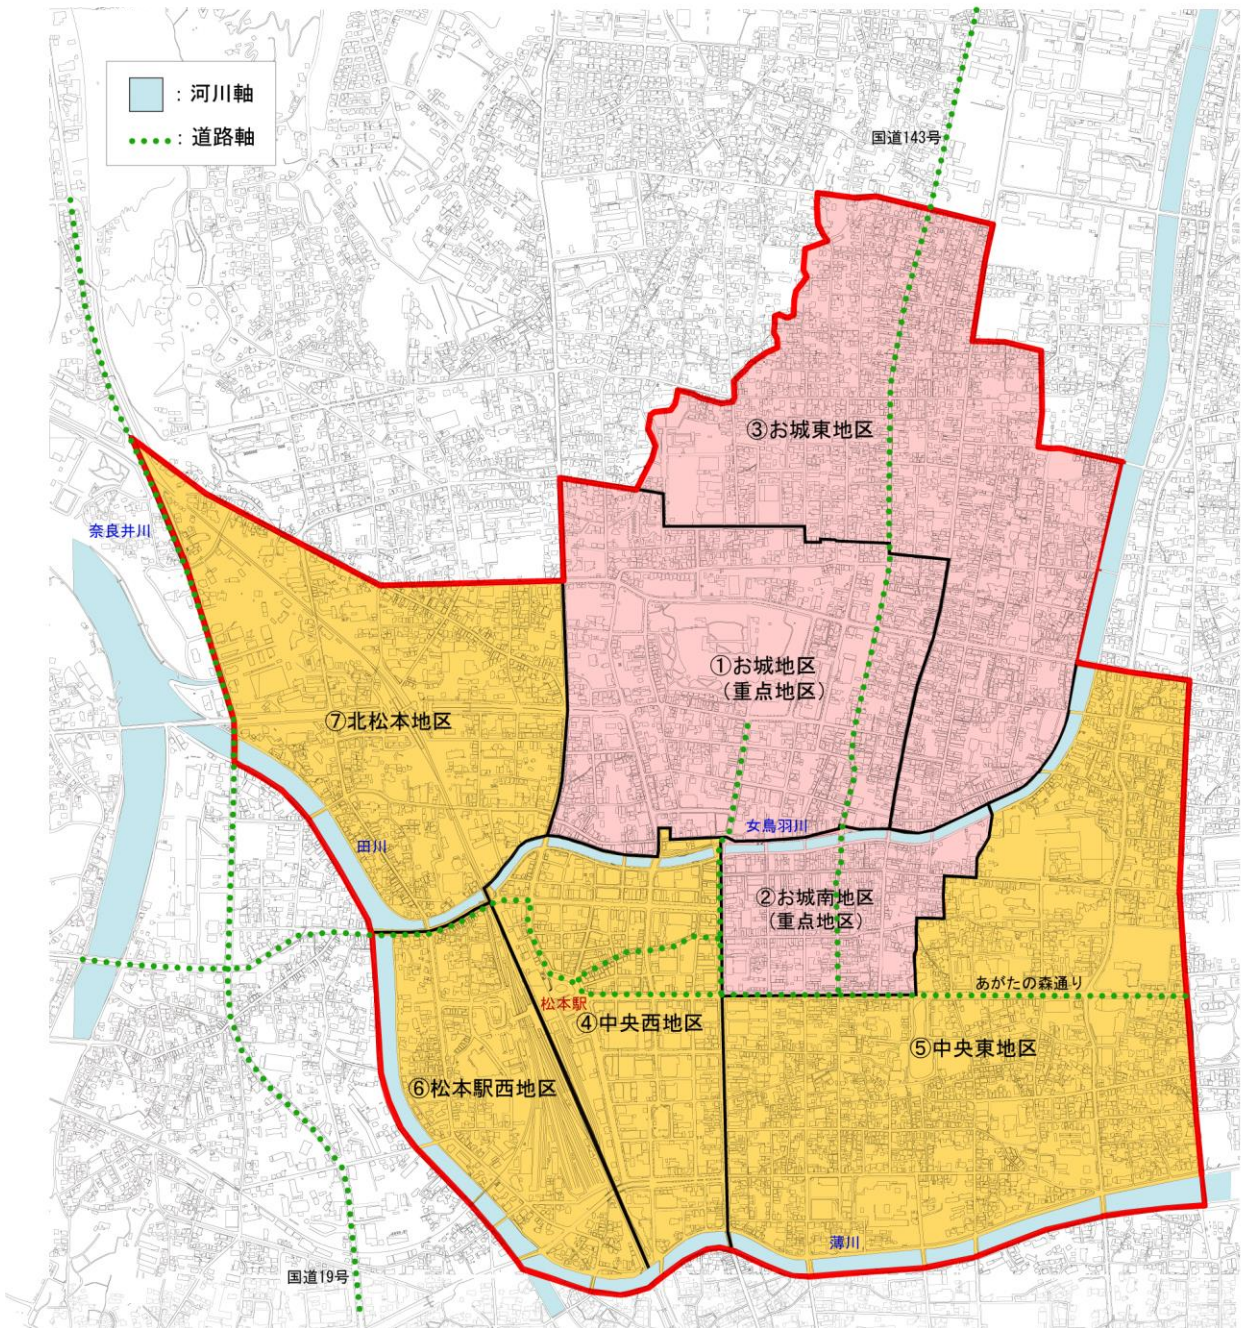 ：河川軸
：道路軸
国道143号
③お城東地区
奈良井川
①お城地区
（重点地区）
⑦北松本地区
女鳥羽川
田川
②お城南地区
（重点地区）
あがたの森通り
松本駅
④中央西地区
⑤中央東地区
⑥松本駅西地区
薄川
国道19号